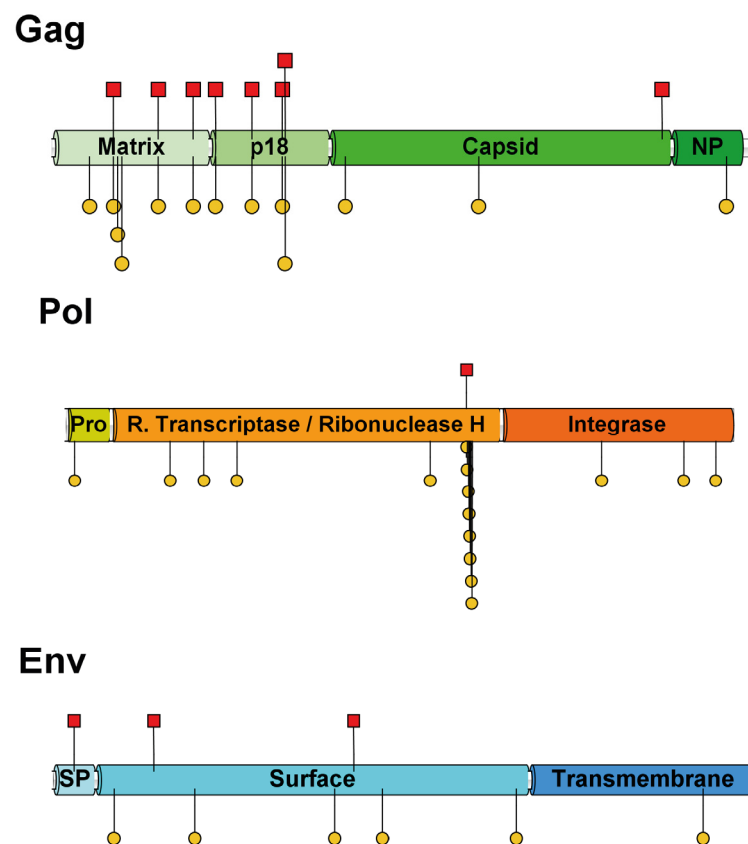 Gag
Matrix p18 Capsid NP
Pol
Pro R. Transcriptase / Ribonuclease H Integrase
Env
SP Surface Transmembrane